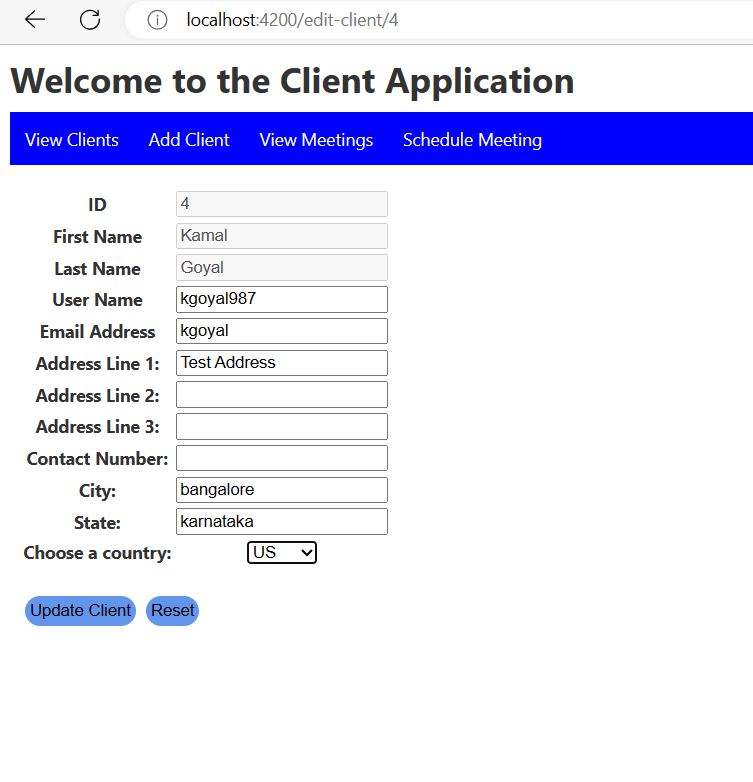 localhost:4200/edit-client/4
Welcome to the Client Application
View Clients Add Client View Meetings Schedule Meeting
ID 4
First Name Kamal
Last Name Goyal
User Name kgoyal987
Email Address kgoyal
Address Line 1: Test Address
Address Line 2:
Address Line 3:
Contact Number:
City: bangalore
State: karnataka
Choose a country: US
Update Client Reset